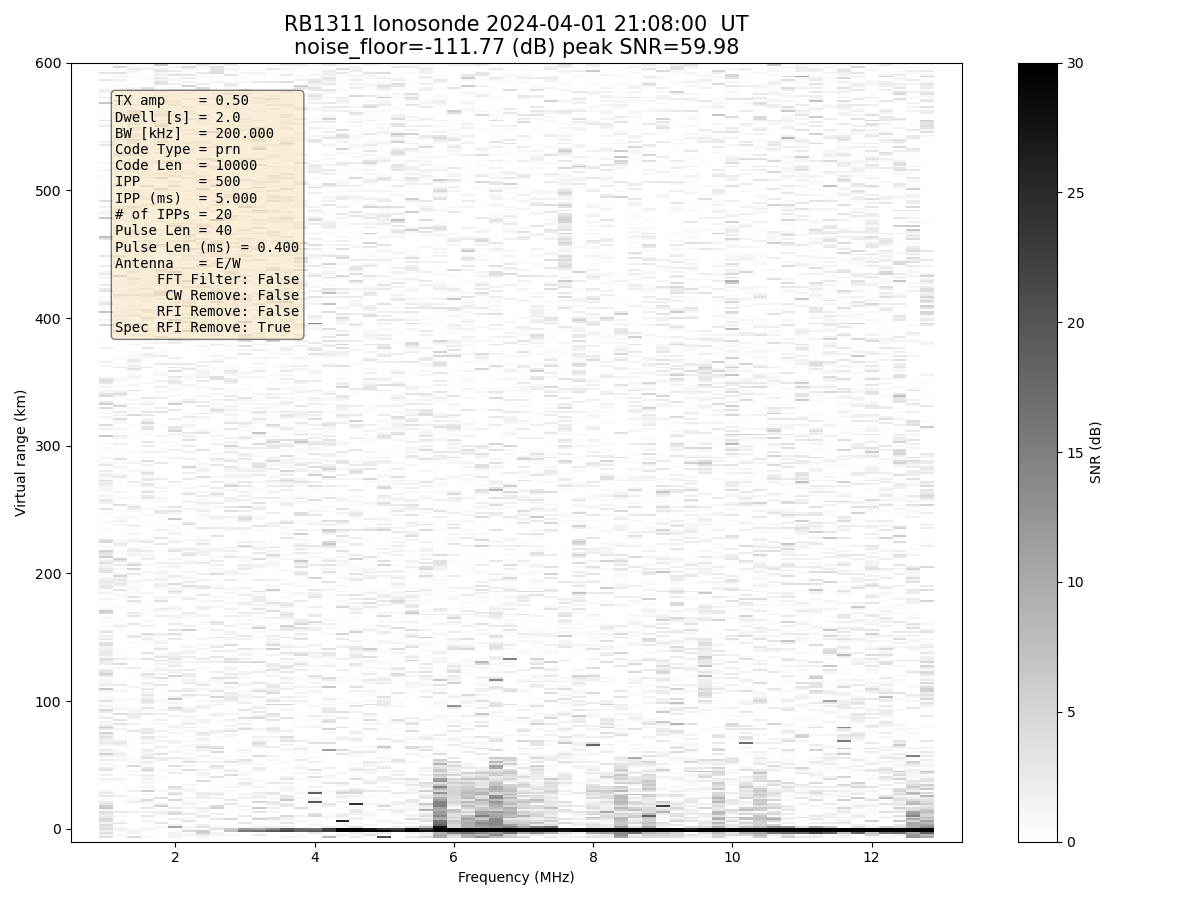 RB1311 Ionosonde 2024-04-01 21:08:00  UT
noise_floor=-111.77 (dB) peak SNR=59.98
TX amp    = 0.50
Dwell [s] = 2.0
BW [kHz]  = 200.000
Code Type = prn
Code Len  = 10000
IPP       = 500
IPP (ms)  = 5.000
# of IPPs = 20
Pulse Len = 40
Pulse Len (ms) = 0.400
Antenna   = E/W
FFT Filter: False
CW Remove: False
RFI Remove: False
Spec RFI Remove: True
600
500
400
300
200
100
0
Virtual range (km)
2 4 6 8 10 12
Frequency (MHz)
30
25
20
15
10
5
0
SNR (dB)